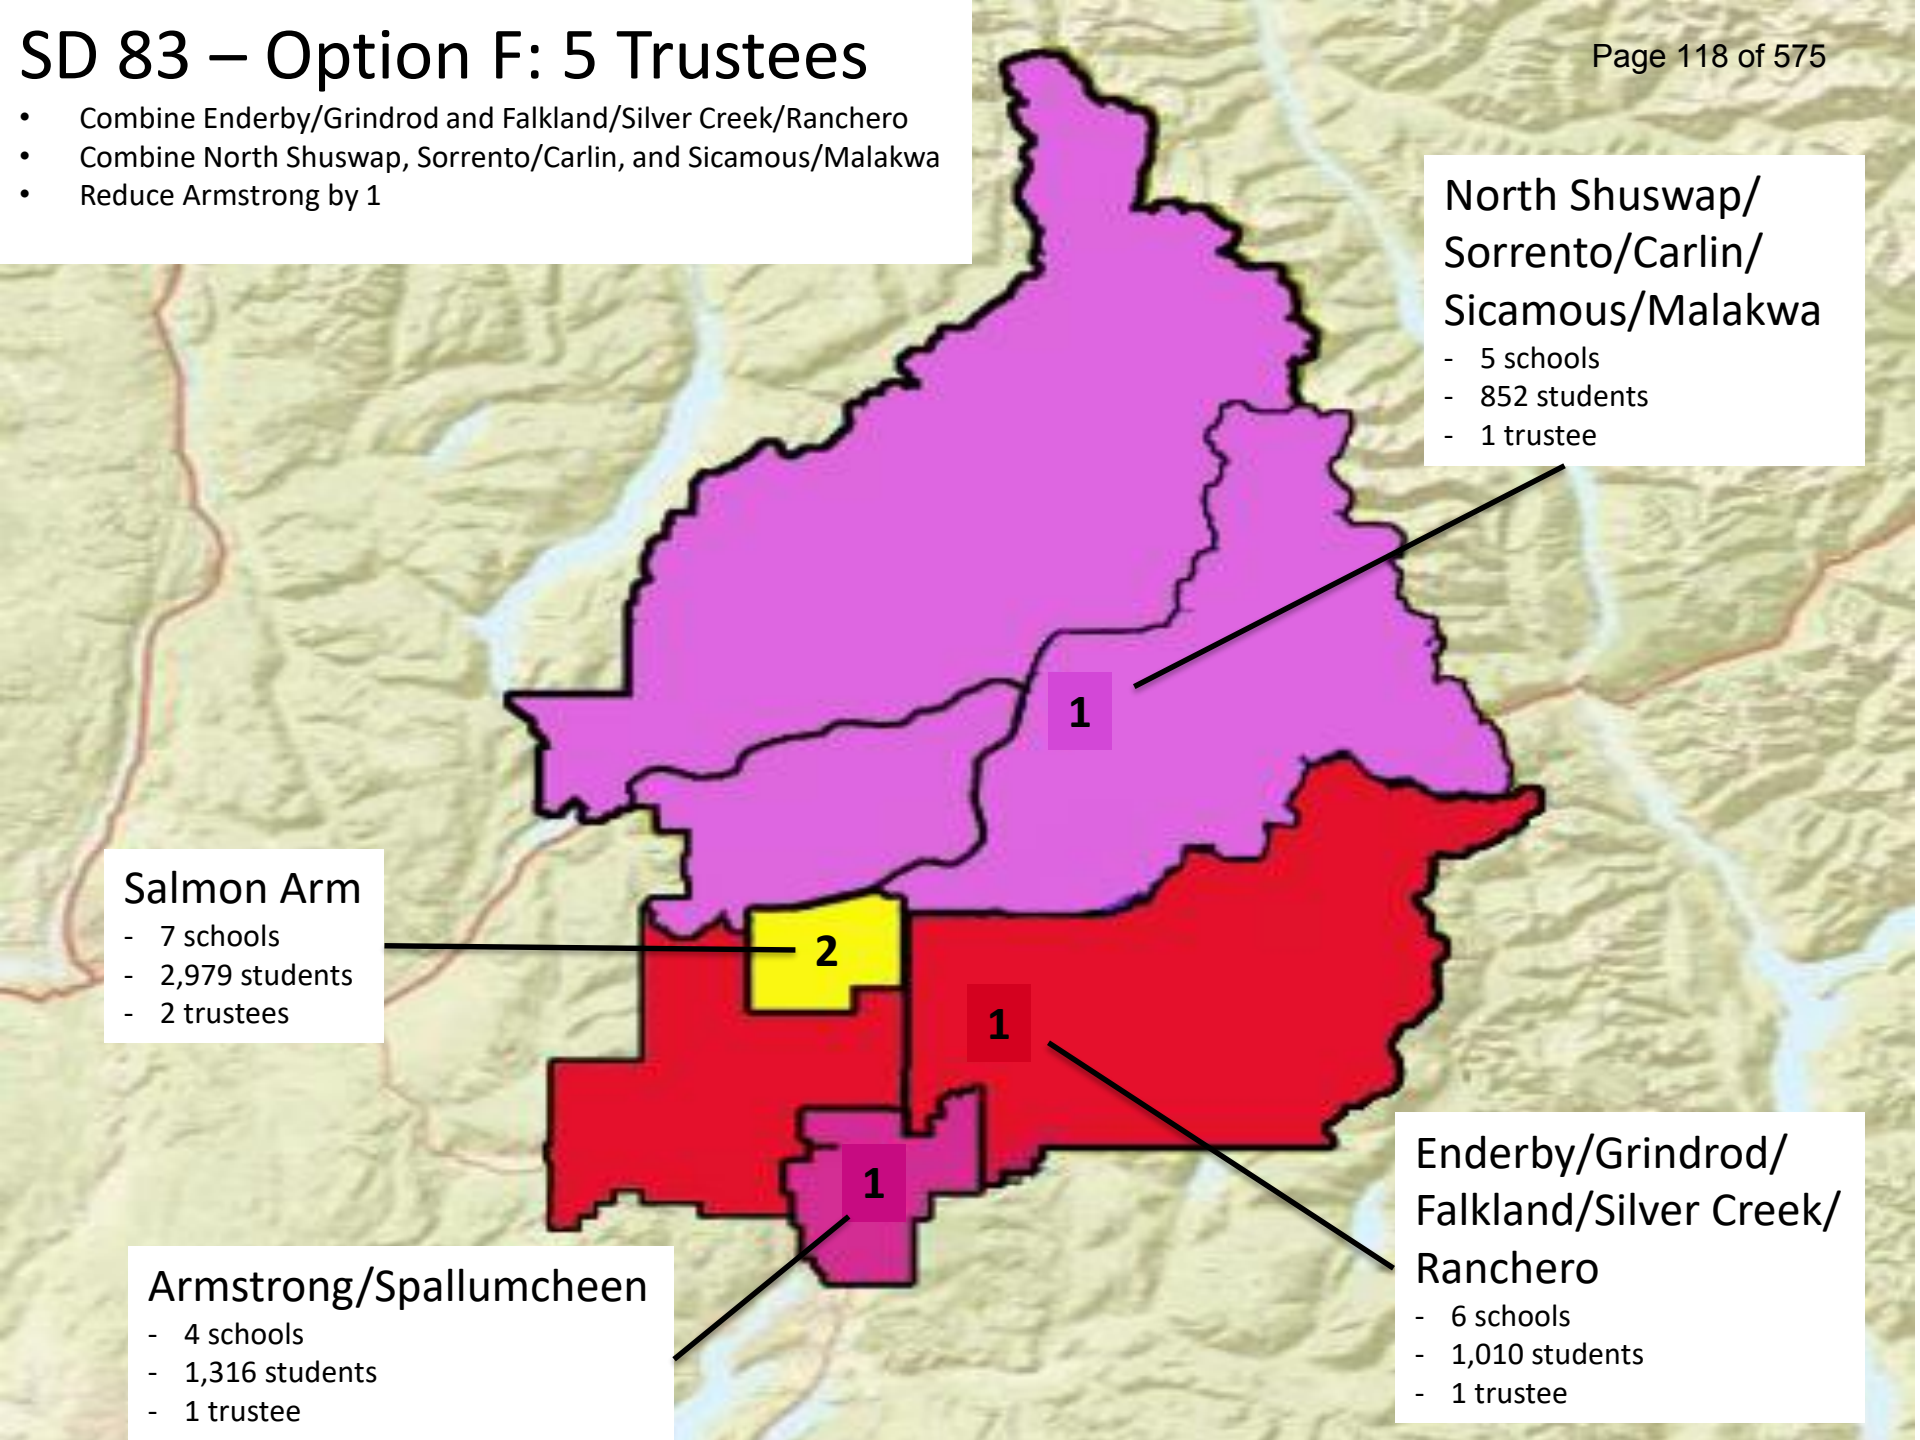 SD 83 – Option F: 5 Trustees
• Combine Enderby/Grindrod and Falkland/Silver Creek/Ranchero
• Combine North Shuswap, Sorrento/Carlin, and Sicamous/Malakwa
• Reduce Armstrong by 1
Page 118 of 575
North Shuswap/
Sorrento/Carlin/
Sicamous/Malakwa
- 5 schools
- 852 students
- 1 trustee
1
Salmon Arm
- 7 schools
- 2,979 students
- 2 trustees
2
1
1
Enderby/Grindrod/
Falkland/Silver Creek/
Ranchero
- 6 schools
- 1,010 students
- 1 trustee
Armstrong/Spallumcheen
- 4 schools
- 1,316 students
- 1 trustee